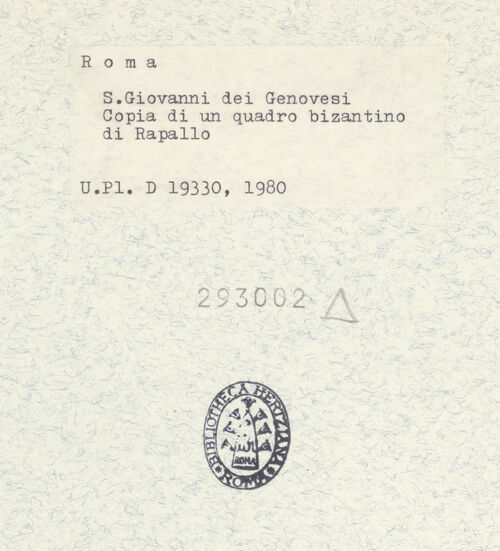 R o m a
S.Giovanni dei Genovesi
Copia di un quadro bizantino
di Rapallo
U.Pl. D 19330, 1980
293002
BIBLIOTHECA HERTZIANA
ROMA
ROMA